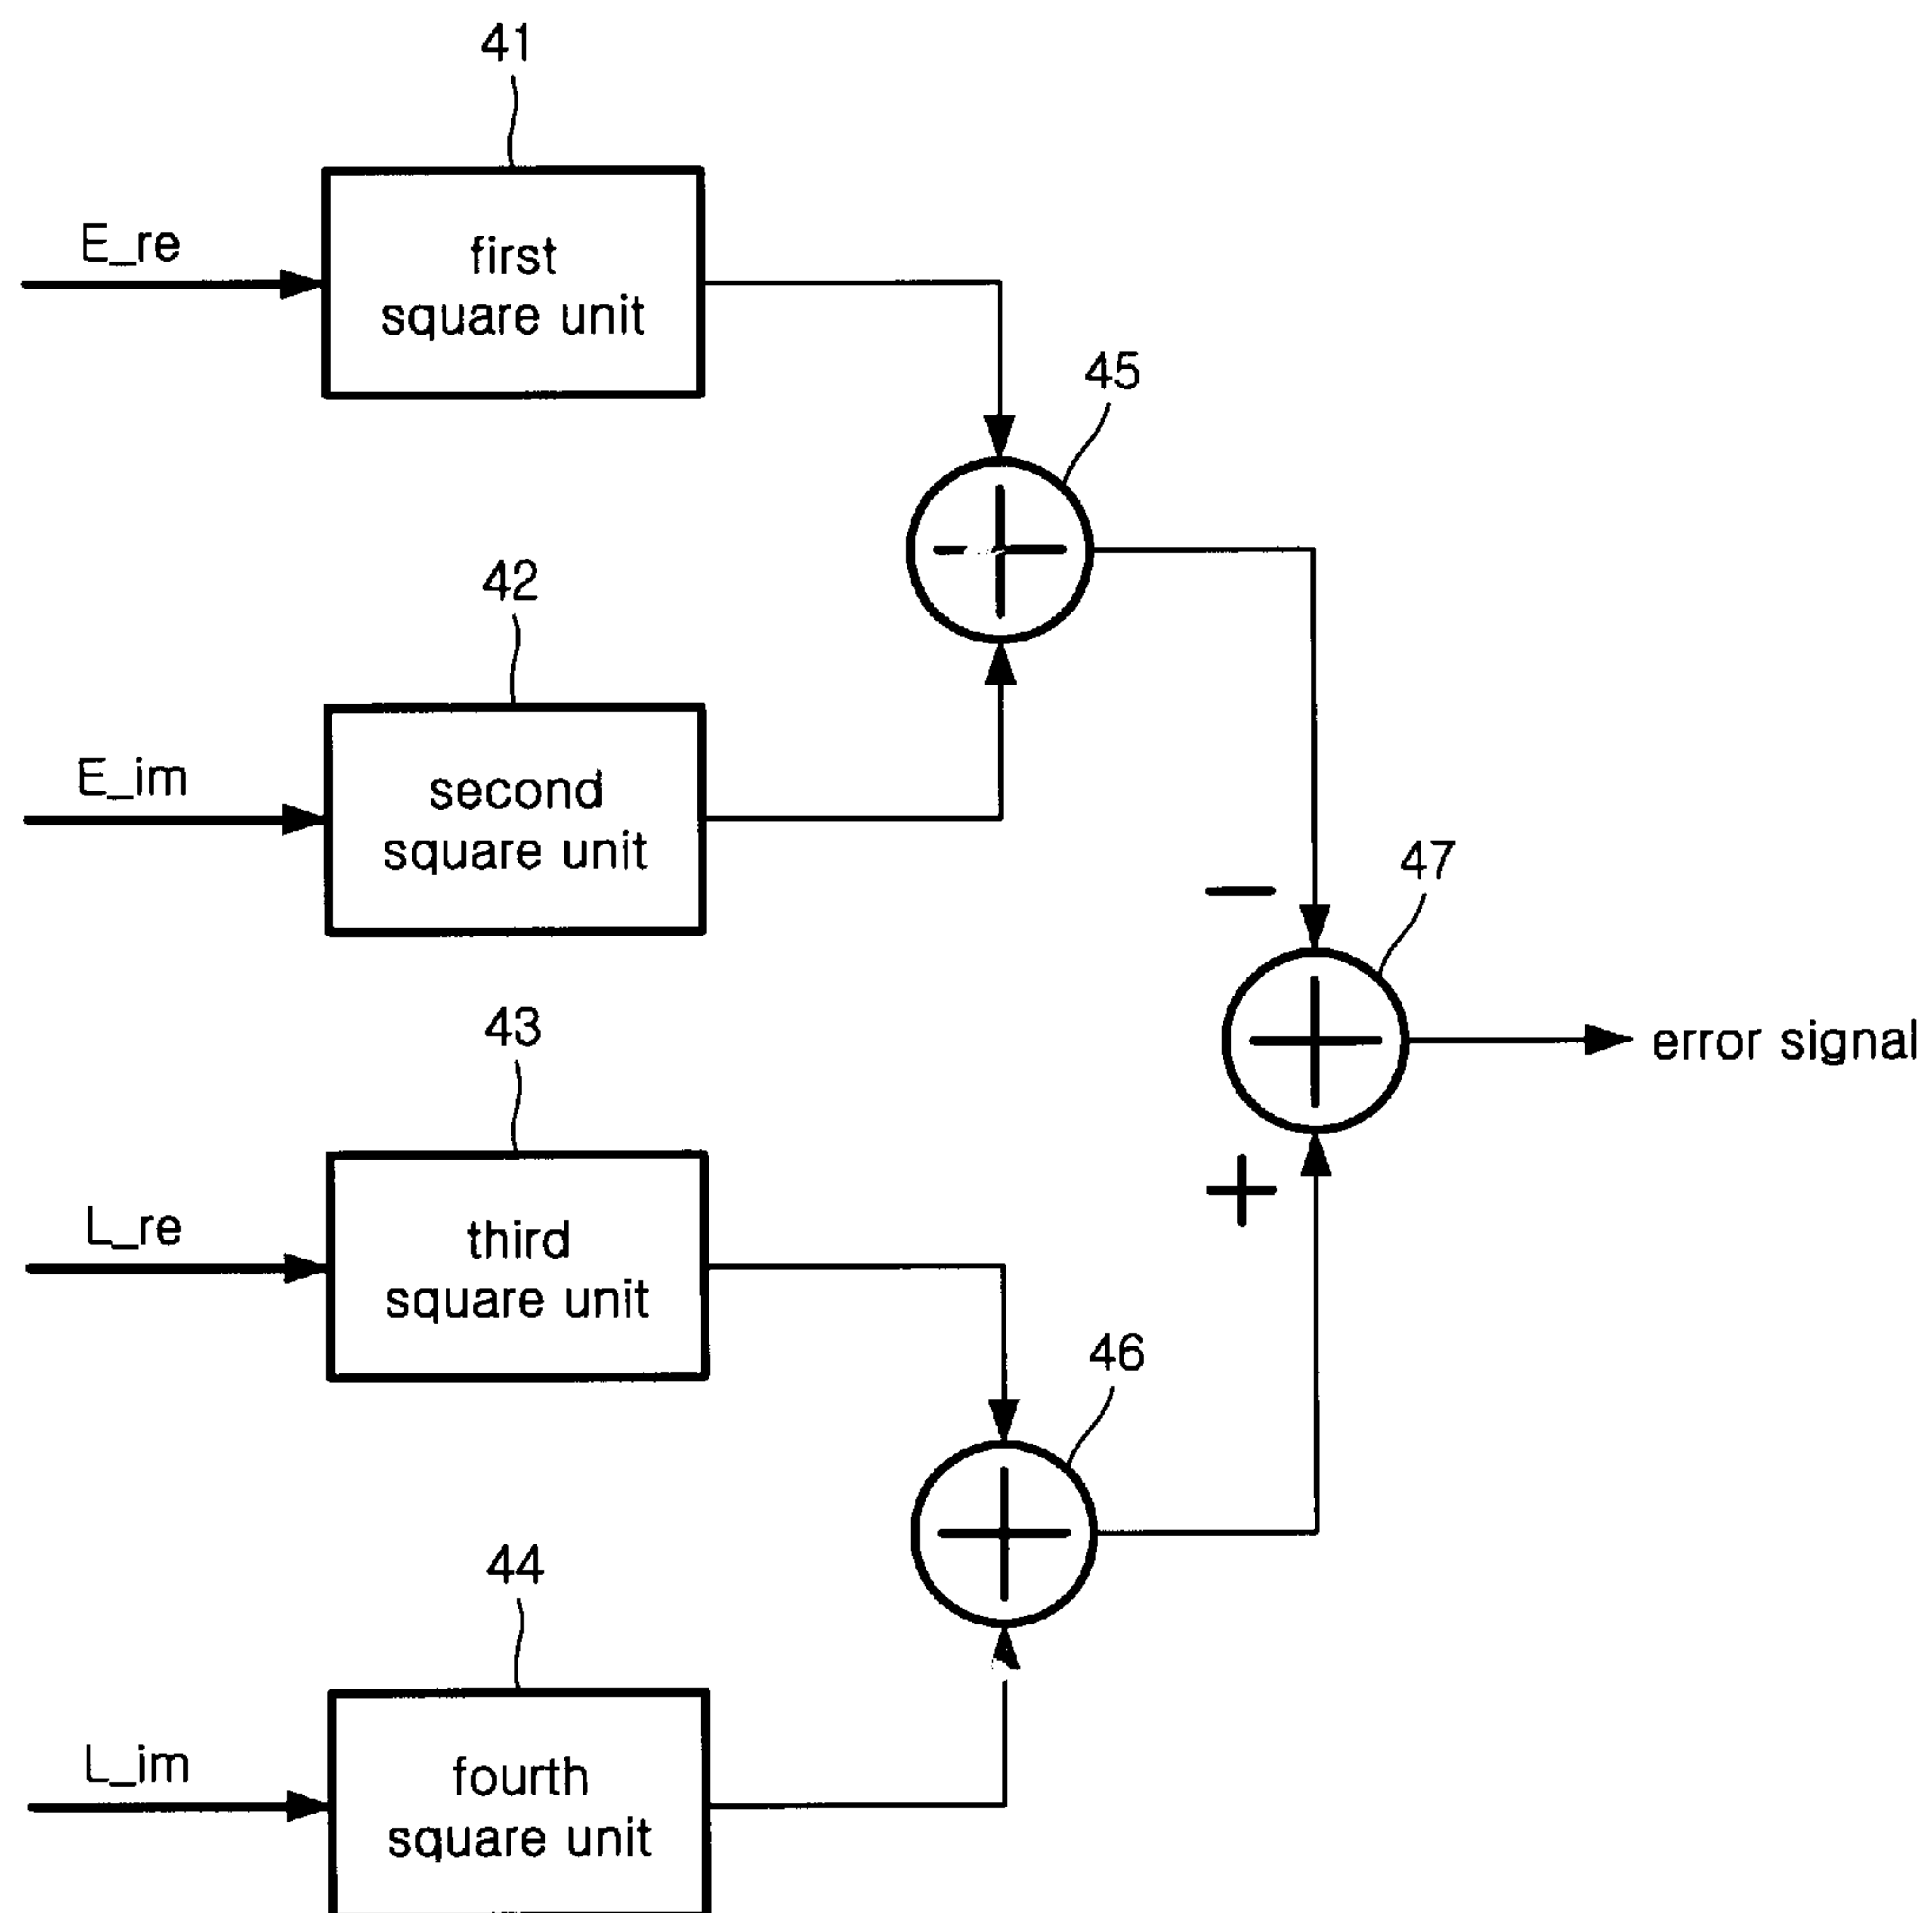 41
E_re
first
square unit
45
42
E_im
second
square unit
47
−
43
error signal
+
L_re
third
square unit
46
44
L_im
fourth
square unit